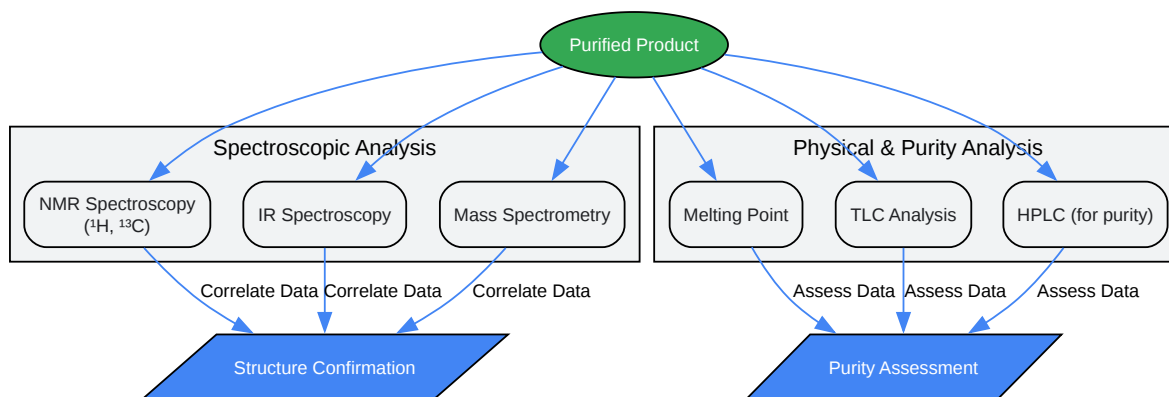 Purified Product
Spectroscopic Analysis
Physical & Purity Analysis
NMR Spectroscopy
(¹H, ¹³C)
IR Spectroscopy
Mass Spectrometry
Melting Point
TLC Analysis
HPLC (for purity)
Correlate Data
Correlate Data
Correlate Data
Assess Data
Assess Data
Assess Data
Structure Confirmation
Purity Assessment